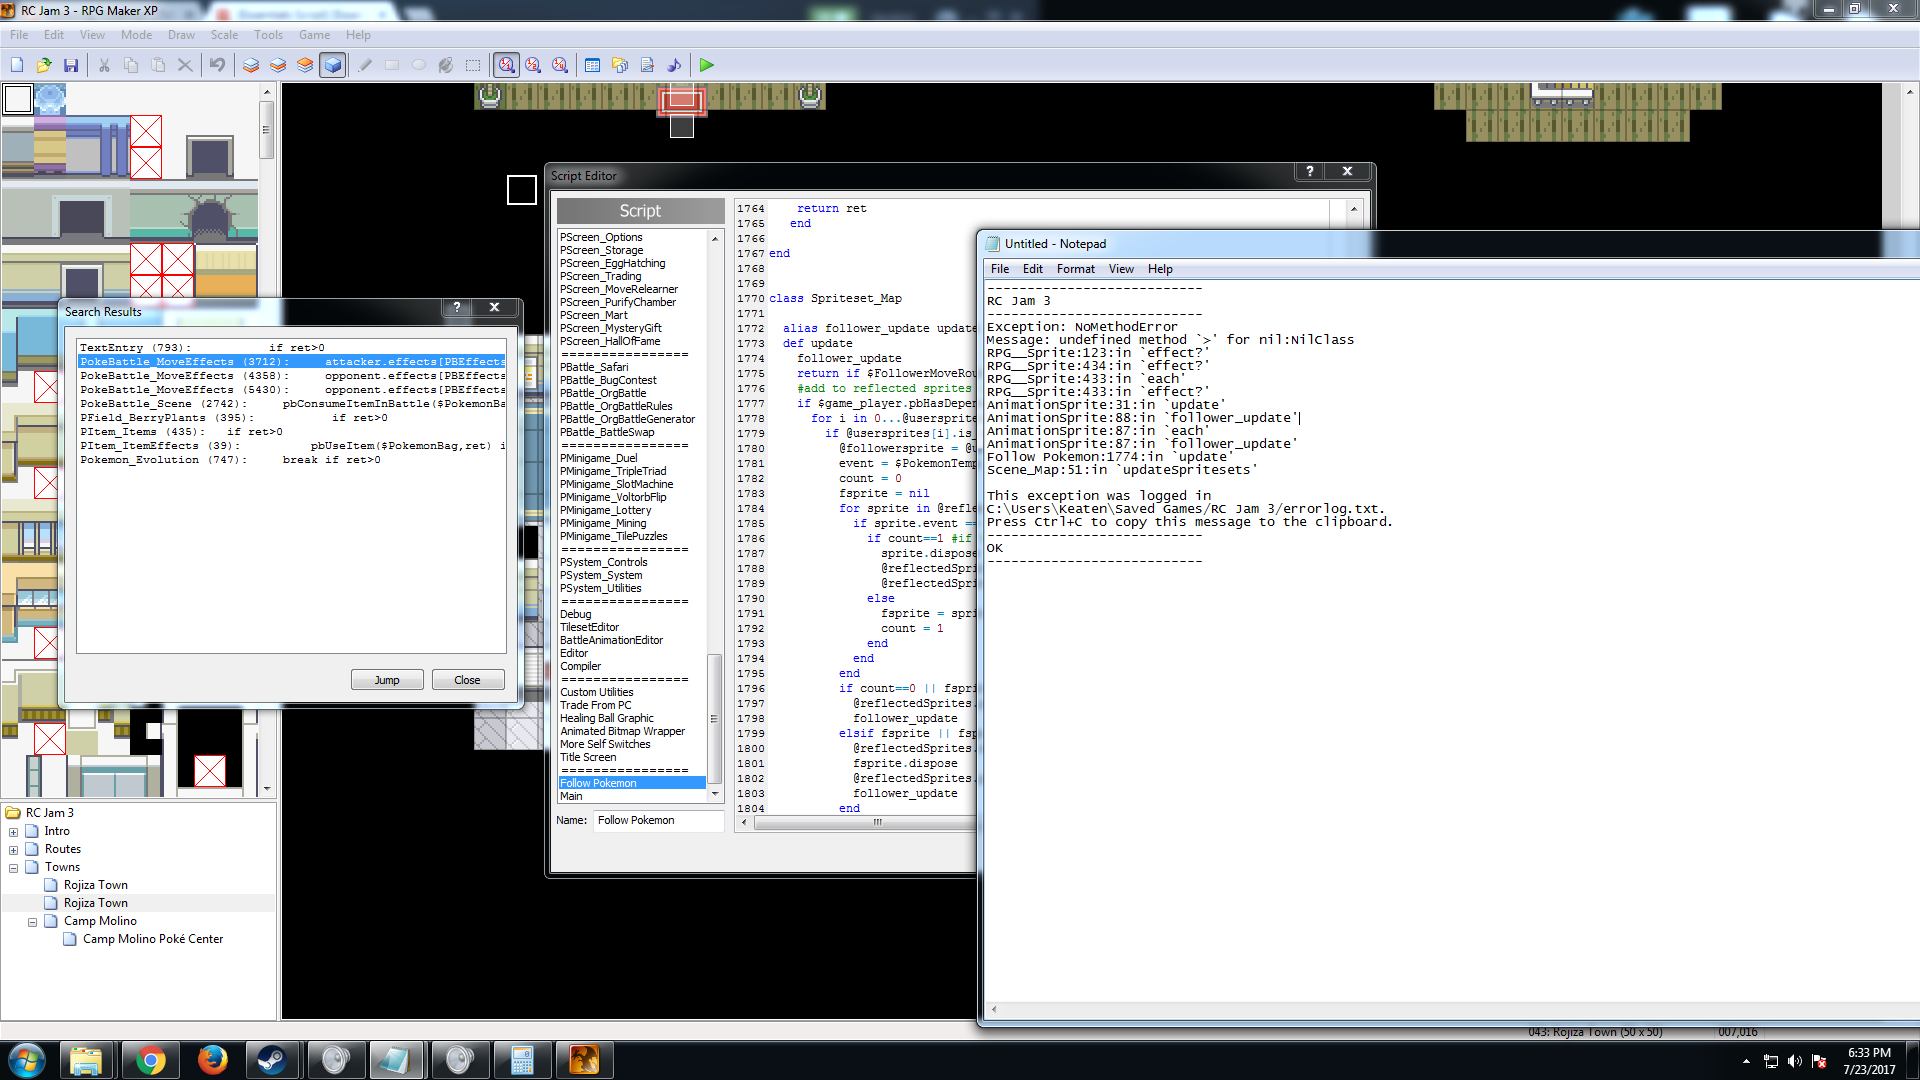 RC Jam 3 - RPG Maker XP
File Edit View Mode Draw Scale Tools Game Help
Script Editor
Script
PScreen_Options
PScreen_Storage
PScreen_EggHatching
PScreen_Trading
PScreen_MoveRelearner
PScreen_PurifyChamber
PScreen_Mart
PScreen_MysteryGift
PScreen_HallOfFame
================
PBattle_Safari
PBattle_BugContest
PBattle_OrgBattle
PBattle_OrgBattleRules
PBattle_OrgBattleGenerator
PBattle_BattleSwap
================
PMinigame_Duel
PMinigame_TripleTriad
PMinigame_SlotMachine
PMinigame_VoltorbFlip
PMinigame_Lottery
PMinigame_Mining
PMinigame_TilePuzzles
================
PSystem_Controls
PSystem_System
PSystem_Utilities
================
Debug
TilesetEditor
BattleAnimationEditor
Editor
Compiler
================
Custom Utilities
Trade From PC
Healing Ball Graphic
Animated Bitmap Wrapper
More Self Switches
Title Screen
================
Follow Pokemon
Main
Name: Follow Pokemon
1764 return ret
1765 end
1766
1767 end
1768
1769
1770 class Spriteset_Map
1771
1772 alias follower_update update
1773 def update
1774 follower_update
1775 return if $FollowerMoveRou
1776 #add to reflected sprites
1777 if $game_player.pbHasDepen
1778 for i in 0...@usersprites
1779 if @usersprites[i].is_
1780 @followersprite = @u
1781 event = $PokemonTemp
1782 count = 0
1783 fsprite = nil
1784 for sprite in @refle
1785 if sprite.event ==
1786 if count==1 #if
1787 sprite.dispose
1788 @reflectedSpri
1789 @reflectedSpri
1790 else
1791 fsprite = spri
1792 count = 1
1793 end
1794 end
1795 end
1796 if count==0 || fspri
1797 @reflectedSprites.
1798 follower_update
1799 elsif fsprite || fsp
1800 @reflectedSprites.
1801 fsprite.dispose
1802 @reflectedSprites.
1803 follower_update
1804 end
Search Results
TextEntry (793): if ret>0
PokeBattle_MoveEffects (3712): attacker.effects[PBEffects
PokeBattle_MoveEffects (4358): opponent.effects[PBEffects
PokeBattle_MoveEffects (5430): opponent.effects[PBEffects
PokeBattle_Scene (2742): pbConsumeItemInBattle($PokemonBa
PField_BerryPlants (395): if ret>0
PItem_Items (435): if ret>0
PItem_ItemEffects (39): pbUseItem($PokemonBag,ret) i
Pokemon_Evolution (747): break if ret>0
Jump Close
Untitled - Notepad
File Edit Format View Help
---------------------------
RC Jam 3
---------------------------
Exception: NoMethodError
Message: undefined method `>' for nil:NilClass
RPG__Sprite:123:in `effect?'
RPG__Sprite:434:in `effect?'
RPG__Sprite:433:in `each'
RPG__Sprite:433:in `effect?'
AnimationSprite:31:in `update'
AnimationSprite:88:in `follower_update'
AnimationSprite:87:in `each'
AnimationSprite:87:in `follower_update'
Follow Pokemon:1774:in `update'
Scene_Map:51:in `updateSpritesets'
This exception was logged in
C:\Users\Keaten\Saved Games/RC Jam 3/errorlog.txt.
Press Ctrl+C to copy this message to the clipboard.
---------------------------
OK
---------------------------
RC Jam 3
Intro
Routes
Towns
Rojiza Town
Rojiza Town
Camp Molino
Camp Molino Poké Center
043: Rojiza Town (50 x 50) 007,016
6:33 PM
7/23/2017